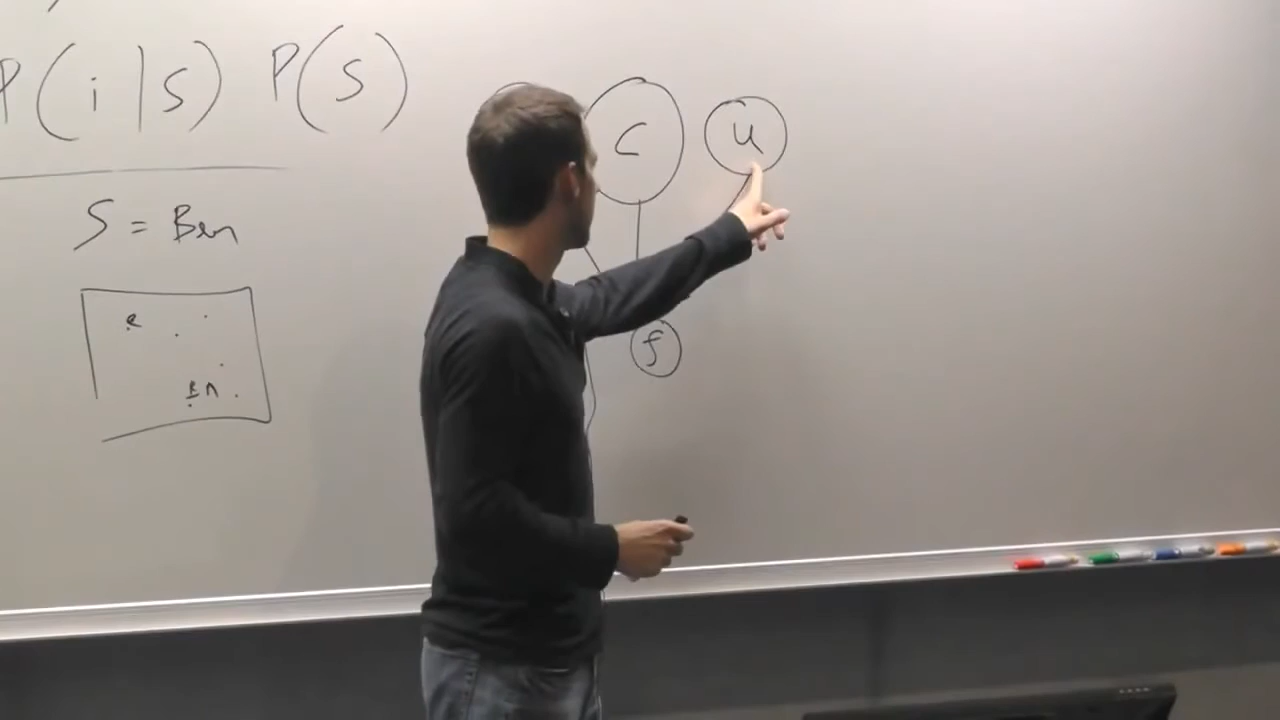 P(i|S) P(S)
S = Ben
C
u
f